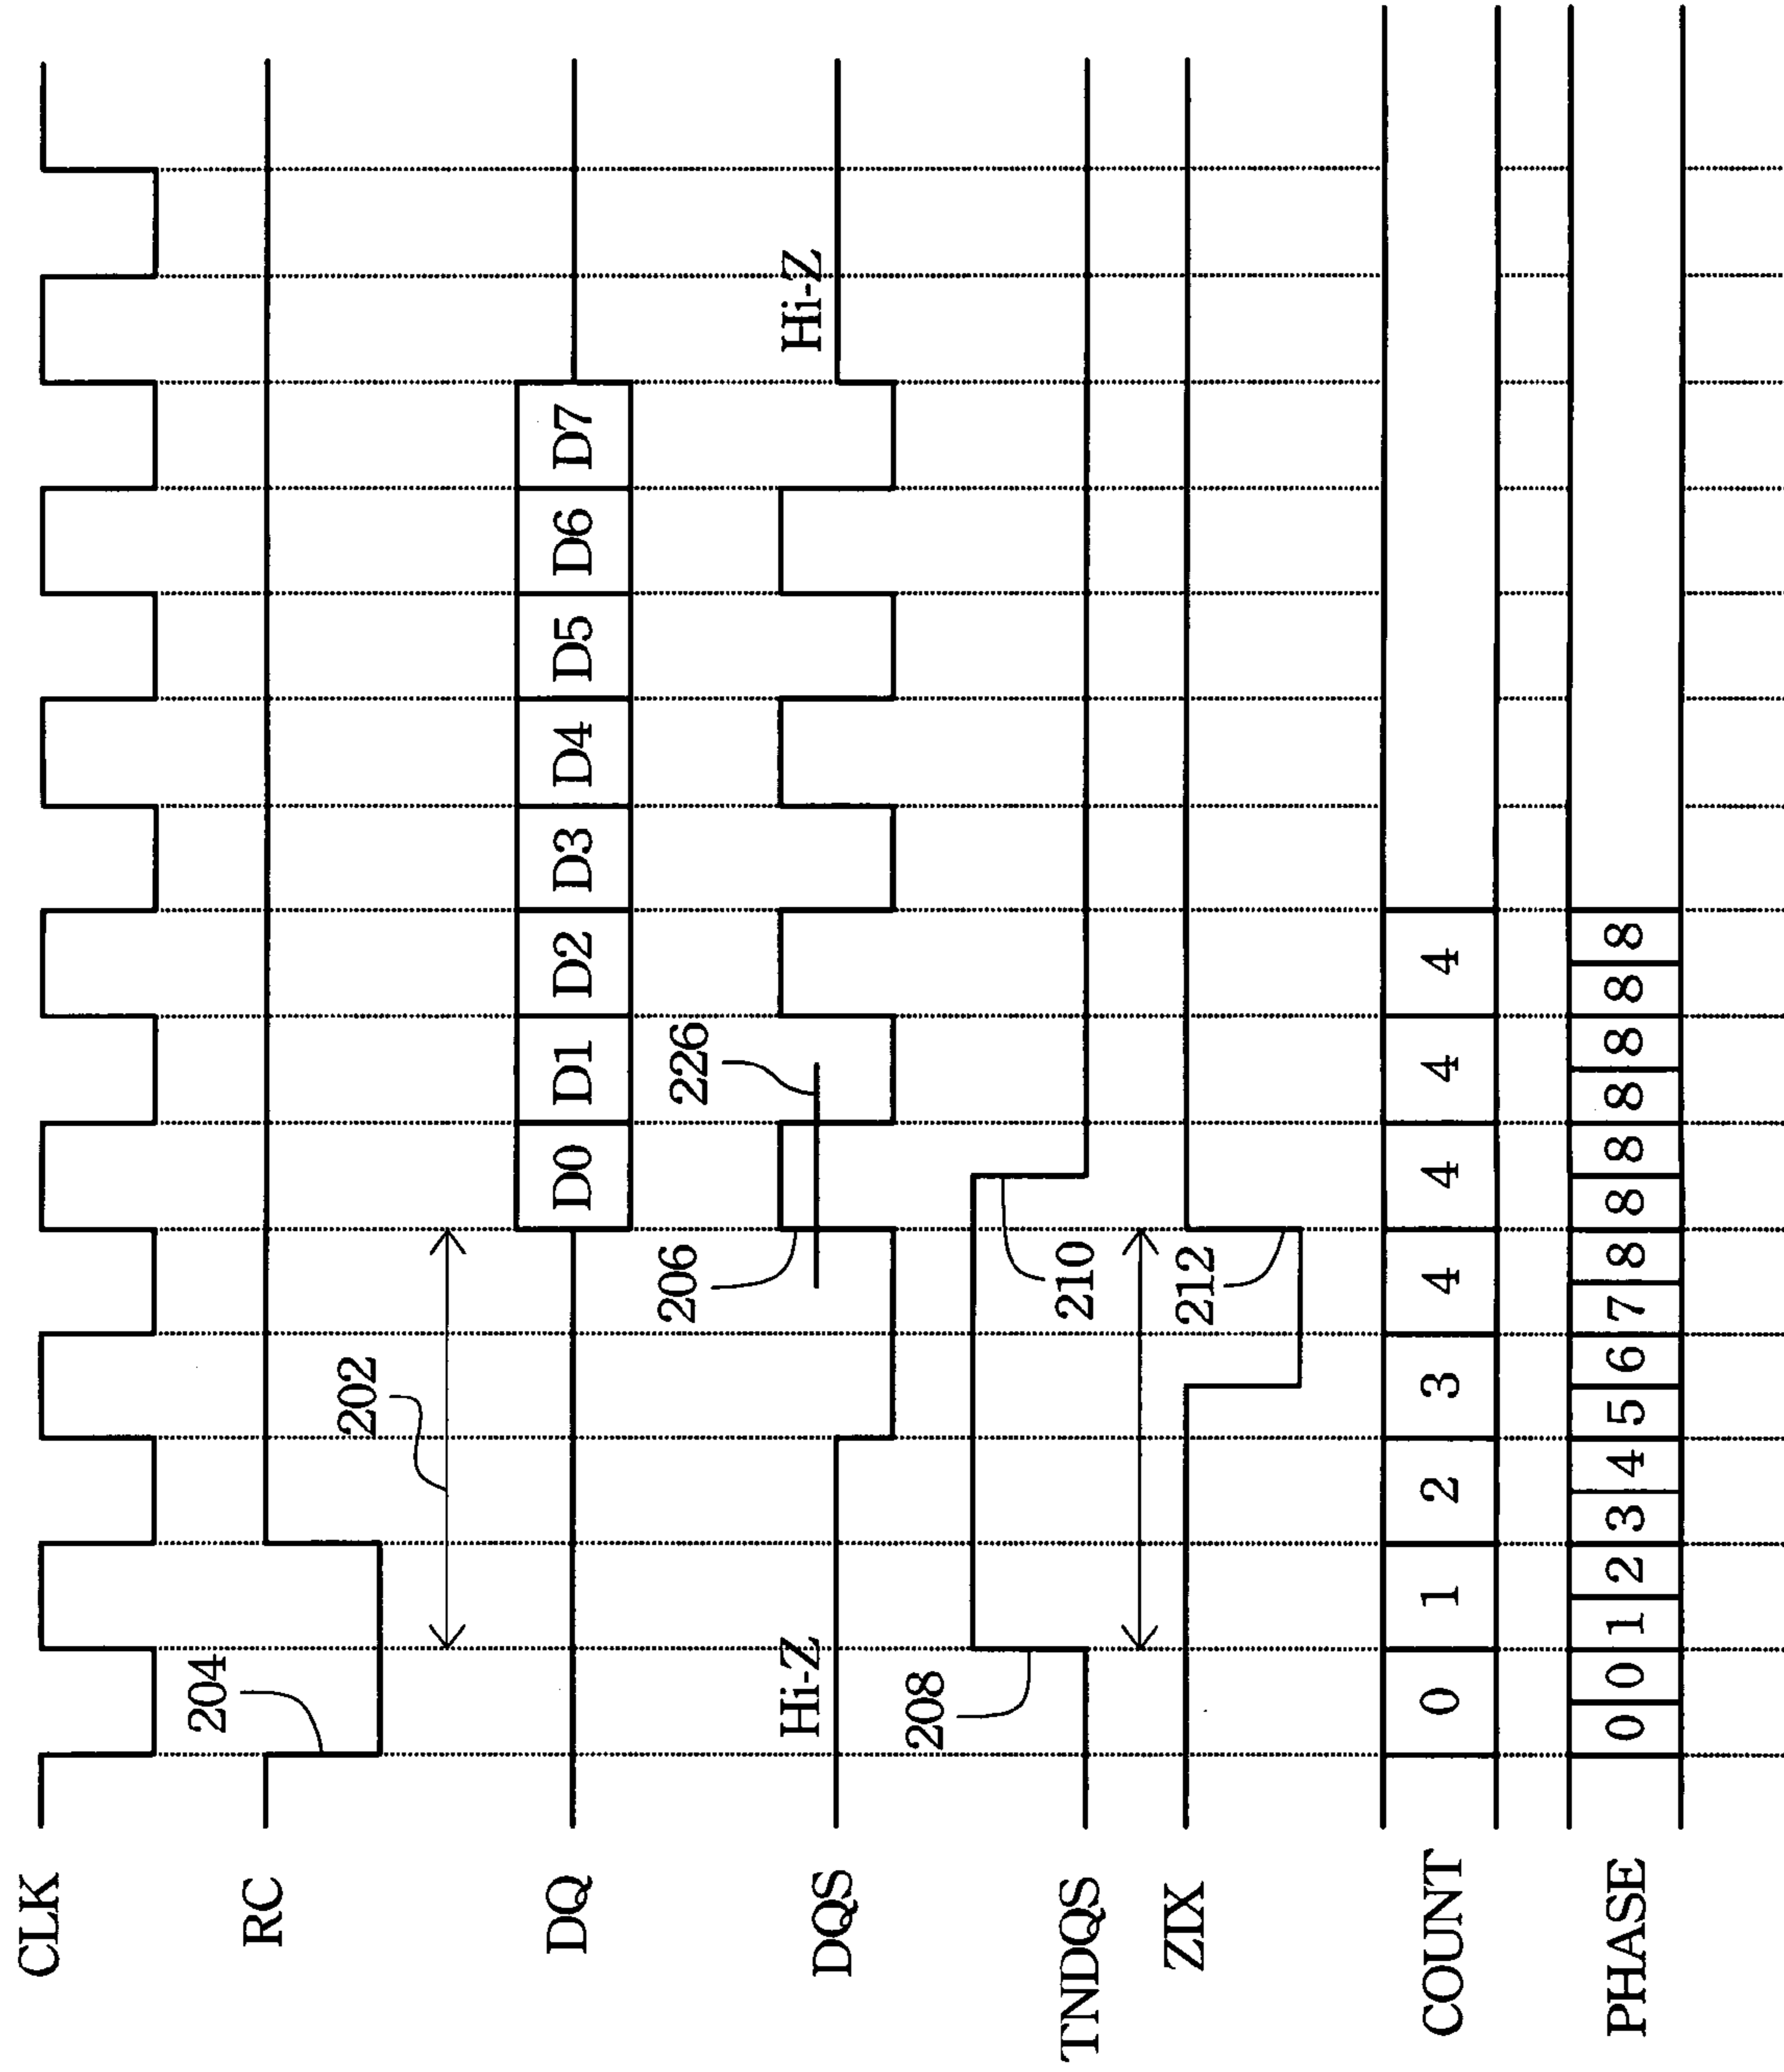 CLK
204
RC
202
DQ
D0 D1 D2 D3 D4 D5 D6 D7
206
226
DQS
Hi-Z
Hi-Z
208
210
TNDQS
212
ZIX
COUNT
0 1 2 3 4 4 4 4
PHASE
0 0 1 2 3 4 5 6 7 8 8 8 8 8 8 8